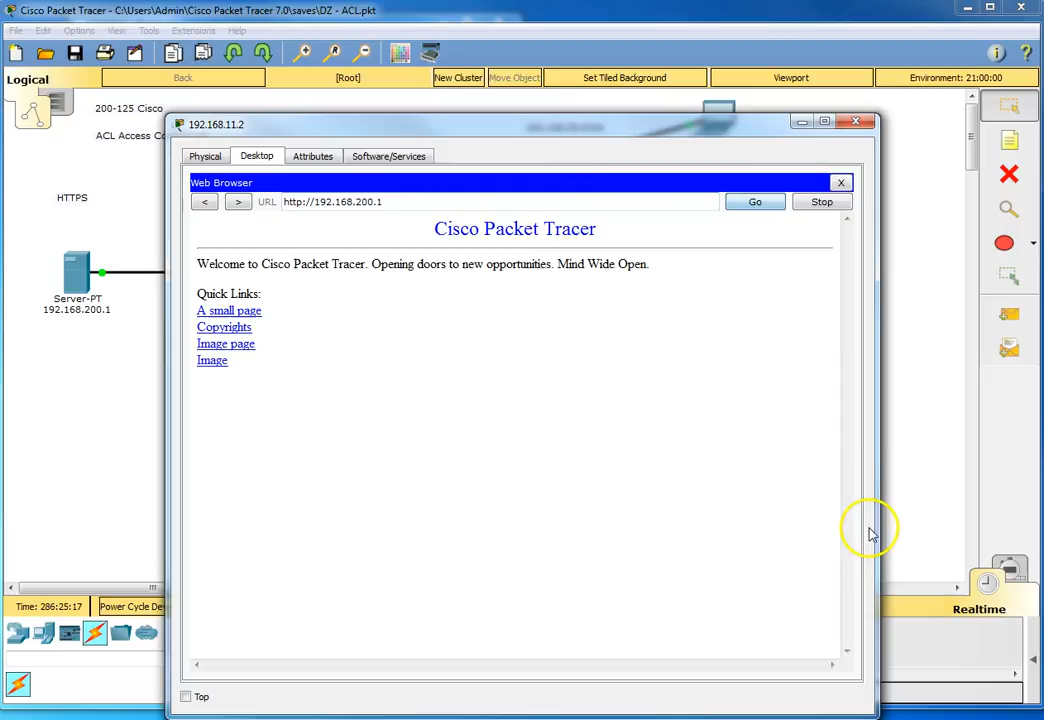 Cisco Packet Tracer - C:\Users\Admin\Cisco Packet Tracer 7.0\saves\DZ - ACL.pkt
File Edit View Options Tools Extensions Help
Logical
Back
[Root]
New Cluster
Move Object
Set Tiled Background
Viewport
Environment: 21:00:00
200-125 Cisco
ACL Access Co
HTTPS
Server-PT
192.168.200.1
192.168.11.2
Physical
Desktop
Attributes
Software/Services
Web Browser
X
<
>
URL
http://192.168.200.1
Go
Stop
Cisco Packet Tracer
Welcome to Cisco Packet Tracer. Opening doors to new opportunities. Mind Wide Open.
Quick Links:
A small page
Copyrights
Image page
Image
Top
Time: 286:25:17
Power Cycle Dev
Realtime